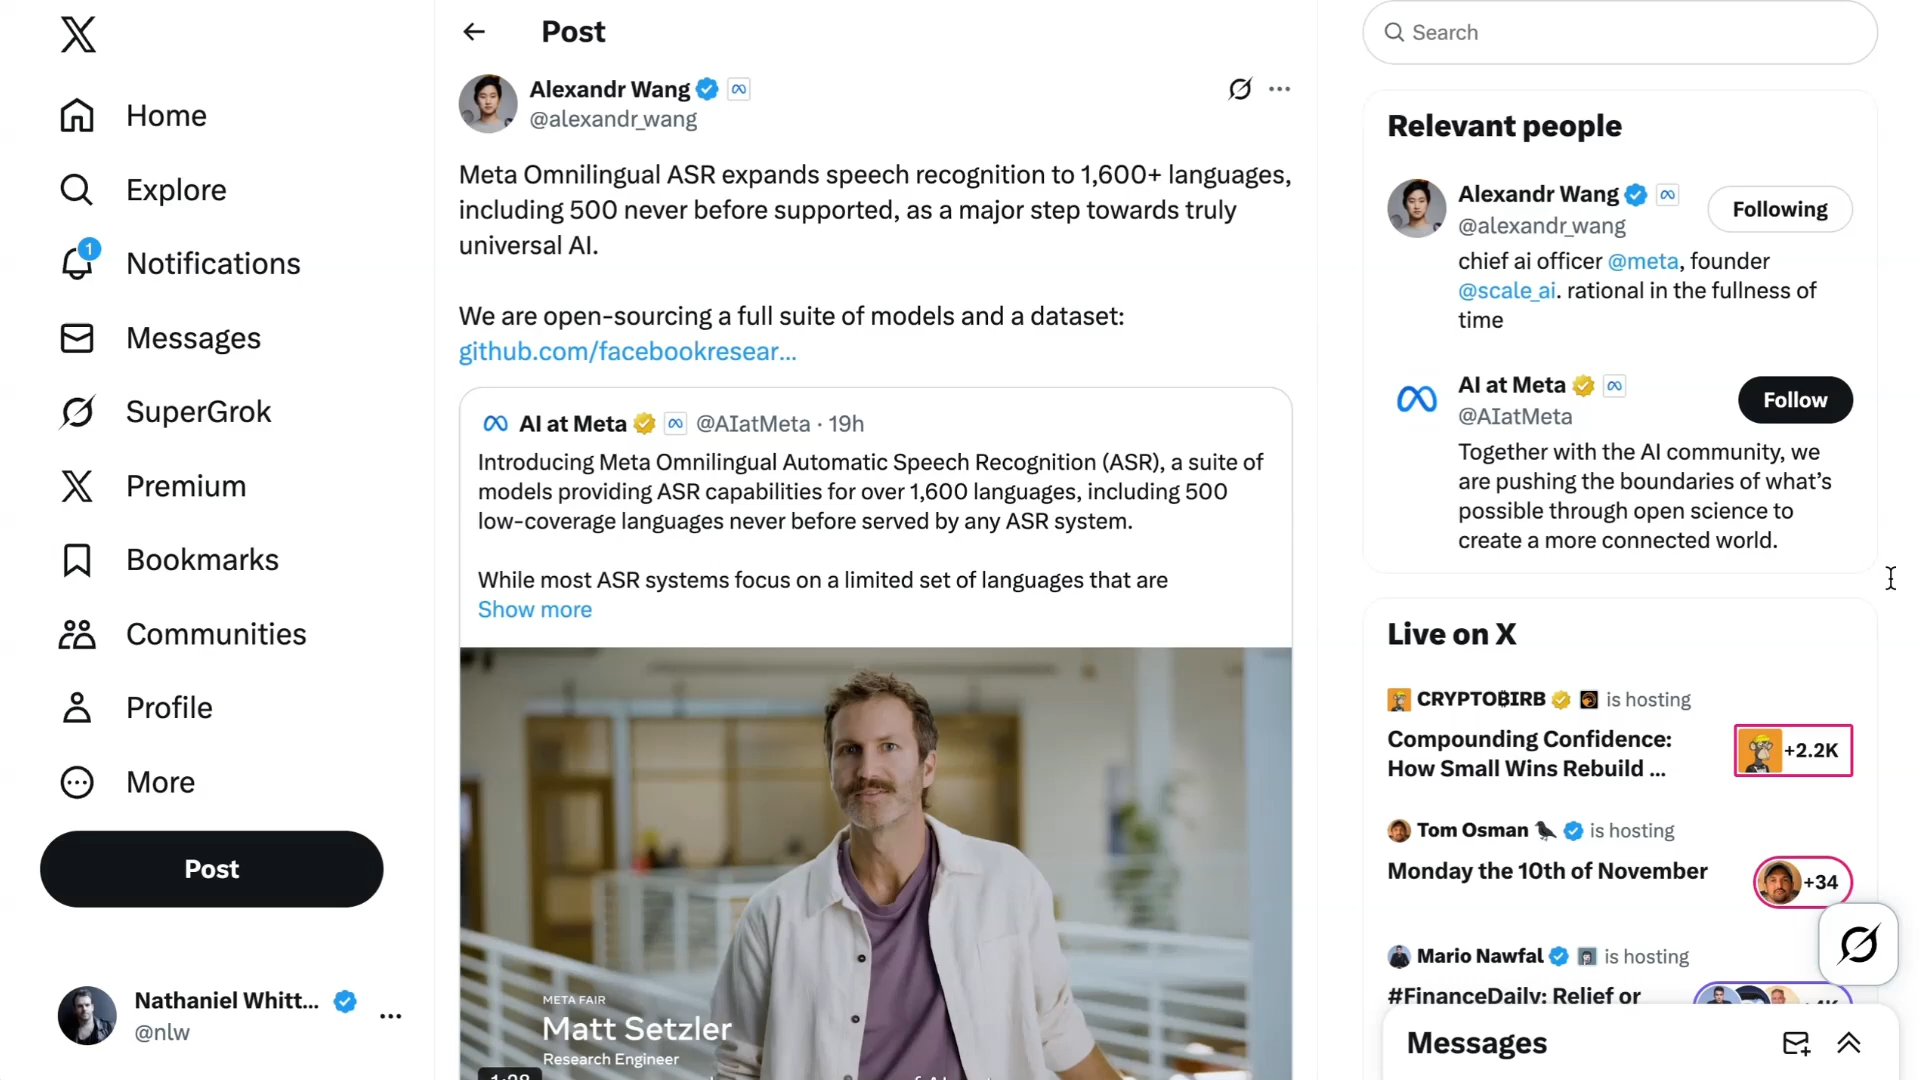 Home
Explore
1
Notifications
Messages
SuperGrok
Premium
Bookmarks
Communities
Profile
More
Post
Nathaniel Whitt...
@nlw
Post
Alexandr Wang
@alexandr_wang
Meta Omnilingual ASR expands speech recognition to 1,600+ languages,
including 500 never before supported, as a major step towards truly
universal AI.
We are open-sourcing a full suite of models and a dataset:
github.com/facebookresear...
AI at Meta @AIatMeta · 19h
Introducing Meta Omnilingual Automatic Speech Recognition (ASR), a suite of
models providing ASR capabilities for over 1,600 languages, including 500
low-coverage languages never before served by any ASR system.
While most ASR systems focus on a limited set of languages that are
Show more
META FAIR
Matt Setzler
Research Engineer
1:28
Search
Relevant people
Alexandr Wang
@alexandr_wang
Following
chief ai officer @meta, founder
@scale_ai. rational in the fullness of
time
AI at Meta
@AIatMeta
Follow
Together with the AI community, we
are pushing the boundaries of what's
possible through open science to
create a more connected world.
Live on X
CRYPTO₿IRB is hosting
Compounding Confidence:
How Small Wins Rebuild ...
+2.2K
Tom Osman is hosting
Monday the 10th of November
+34
Mario Nawfal is hosting
#FinanceDaily: Relief or
Messages